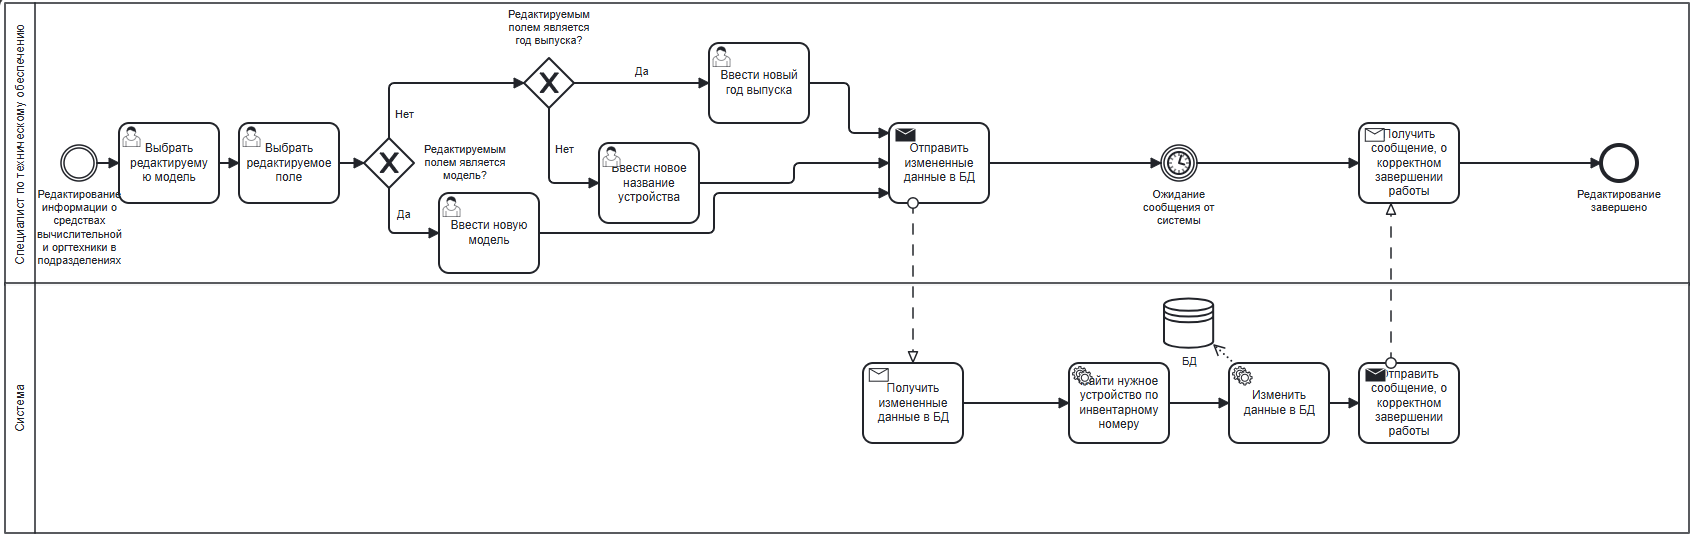 Специалист по техническому обеспечению
Редактирование
информации о
средствах
вычислительной
и оргтехники в
подразделениях
Выбрать
редактируему
ю модель
Выбрать
редактируемое
поле
Редактируемым
полем является
модель?
Нет
Да
Редактируемым
полем является
год выпуска?
Да
Нет
Ввести новый
год выпуска
Ввести новое
название
устройства
Ввести новую
модель
Отправить
измененные
данные в БД
Ожидание
сообщения от
системы
Получить
сообщение, о
корректном
завершении
работы
Редактирование
завершено
Система
Получить
измененные
данные в БД
Найти нужное
устройство по
инвентарному
номеру
БД
Изменить
данные в БД
Отправить
сообщение, о
корректном
завершении
работы